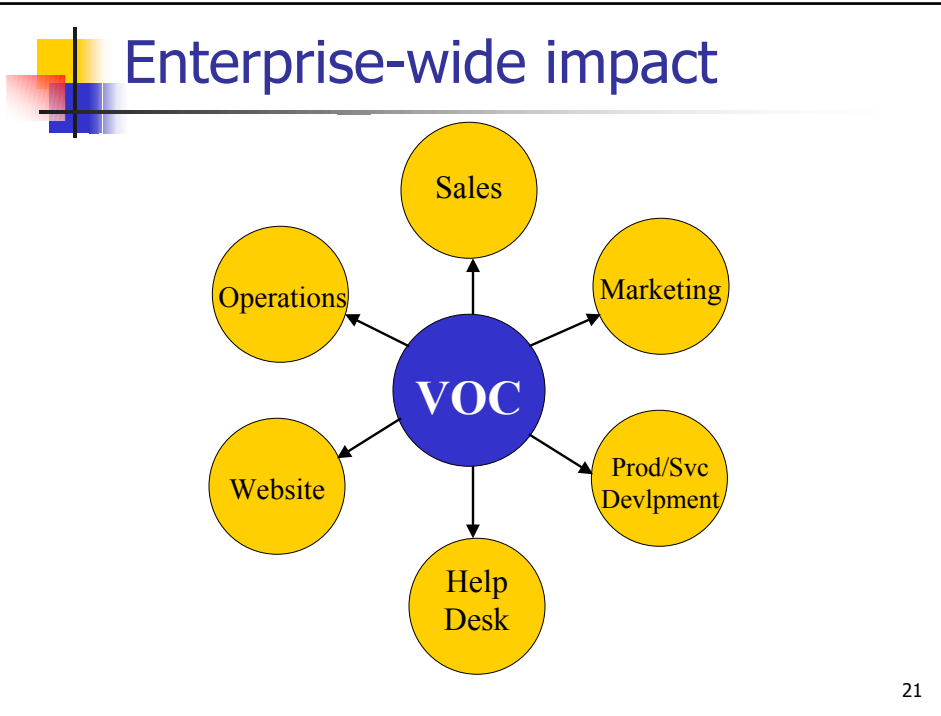 Enterprise-wide impact
Sales
Operations
Marketing
VOC
Website
Prod/Svc
Devlpment
Help
Desk
21